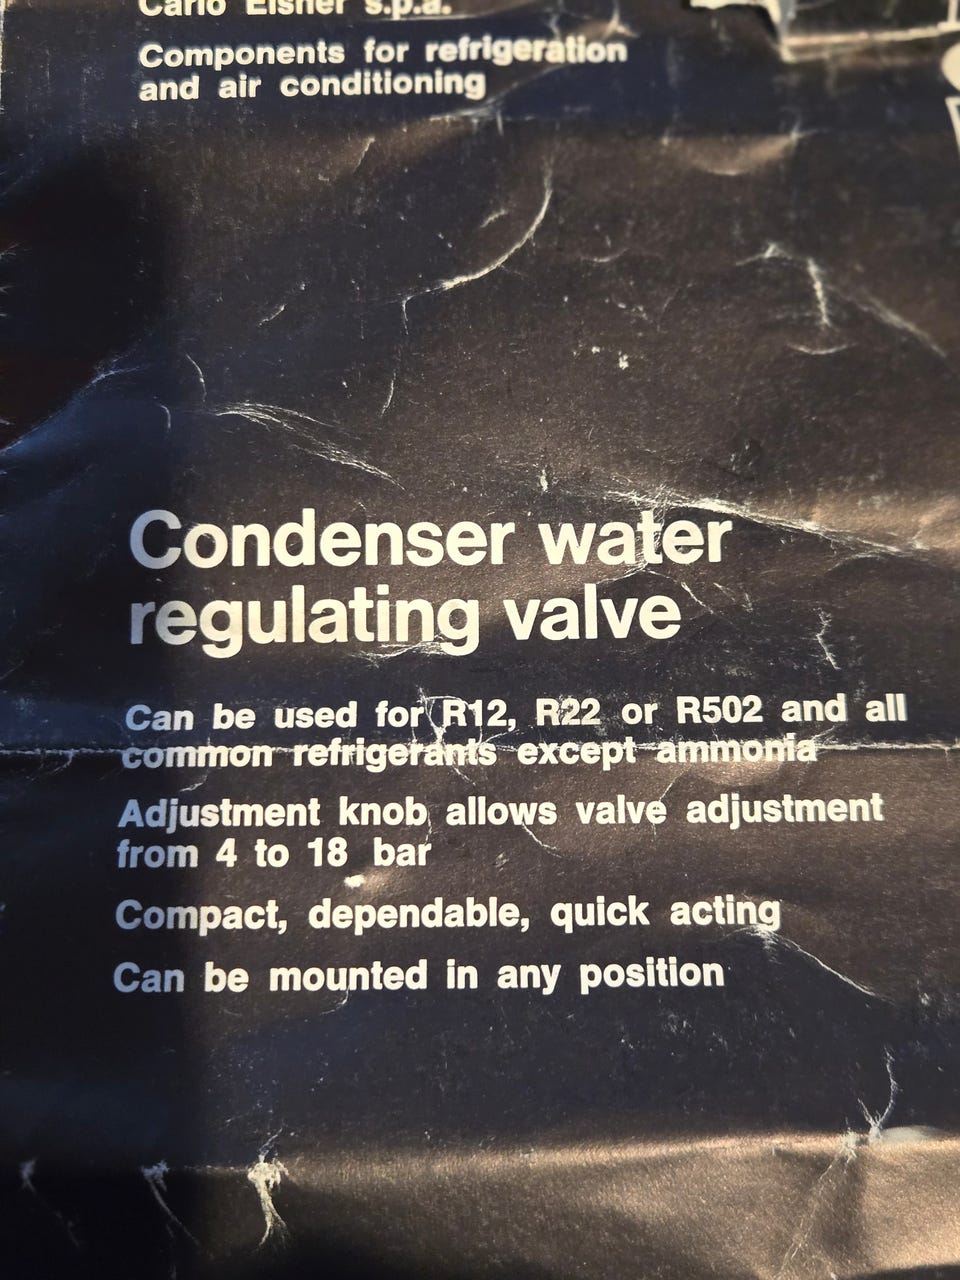 Carlo Eisner s.p.a.
Components for refrigeration
and air conditioning
Condenser water
regulating valve
Can be used for R12, R22 or R502 and all
common refrigerants except ammonia
Adjustment knob allows valve adjustment
from 4 to 18 bar
Compact, dependable, quick acting
Can be mounted in any position